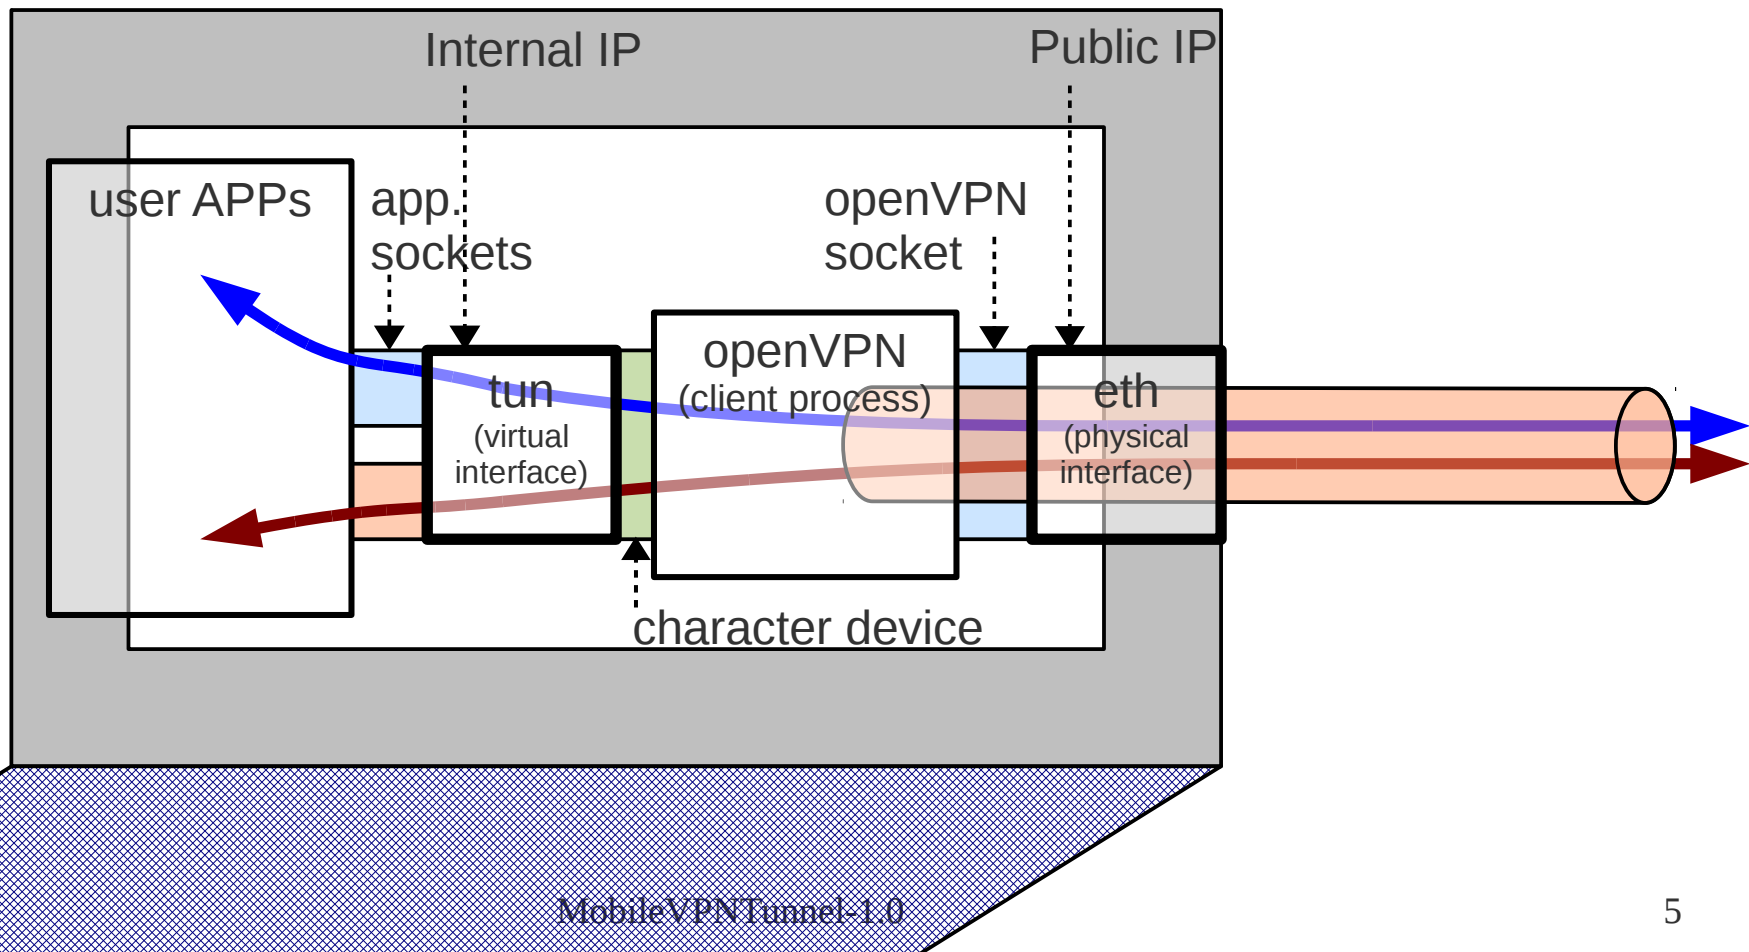 Internal IP
Public IP
user APPs
app.
sockets
openVPN
socket
openVPN
(client process)
tun
(virtual
interface)
eth
(physical
interface)
character device
MobileVPNTunnel-1.0
5